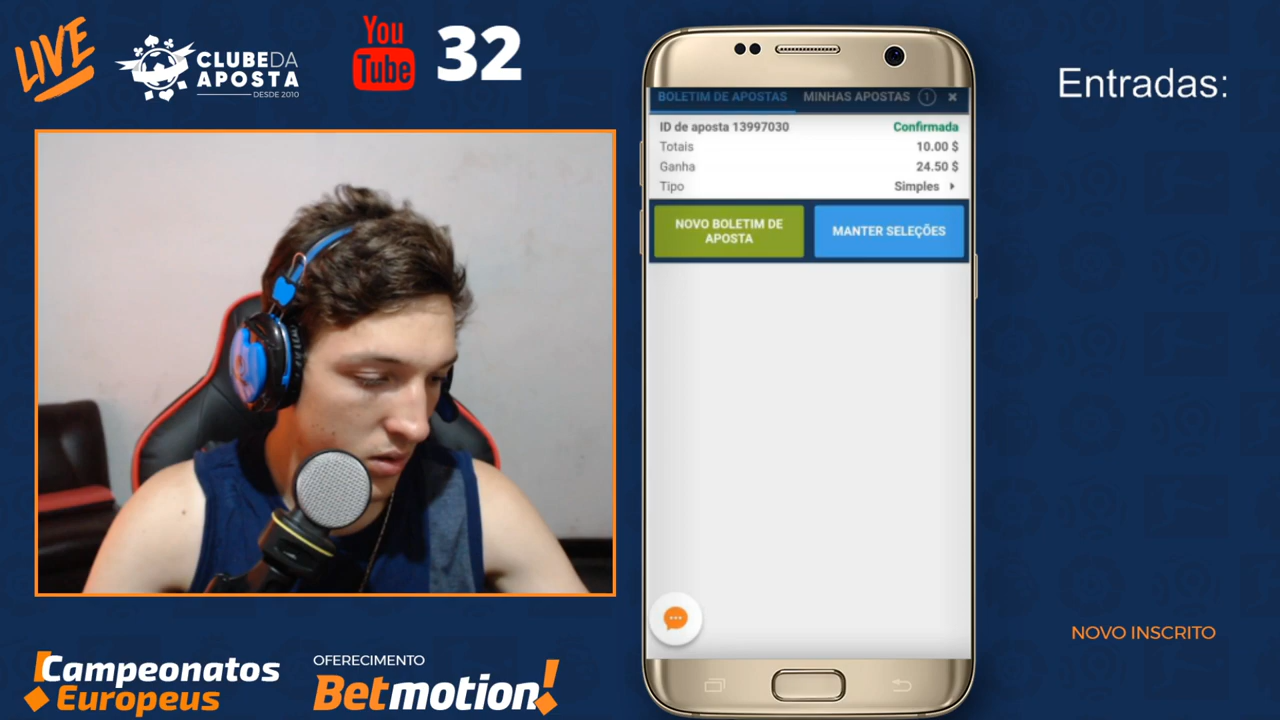 LIVE
CLUBEDA
APOSTA
DESDE 2010
You
Tube
32
Entradas:
BOLETIM DE APOSTAS MINHAS APOSTAS 1 ×
ID de aposta 13997030 Confirmada
Totais 10.00 $
Ganha 24.50 $
Tipo Simples
NOVO BOLETIM DE
APOSTA
MANTER SELEÇÕES
NOVO INSCRITO
Campeonatos
Europeus
OFERECIMENTO
Betmotion!